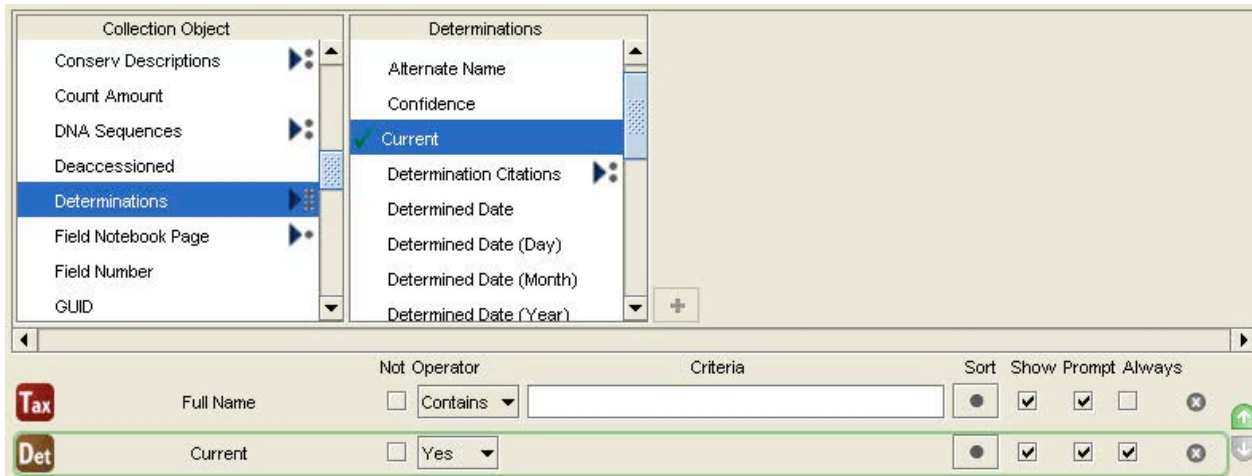 Collection Object
Conserv Descriptions
Count Amount
DNA Sequences
Deaccessioned
Determinations
Field Notebook Page
Field Number
GUID
Determinations
Alternate Name
Confidence
Current
Determination Citations
Determined Date
Determined Date (Day)
Determined Date (Month)
Determined Date (Year)
Not Operator Criteria Sort Show Prompt Always
Tax Full Name Contains
Det Current Yes